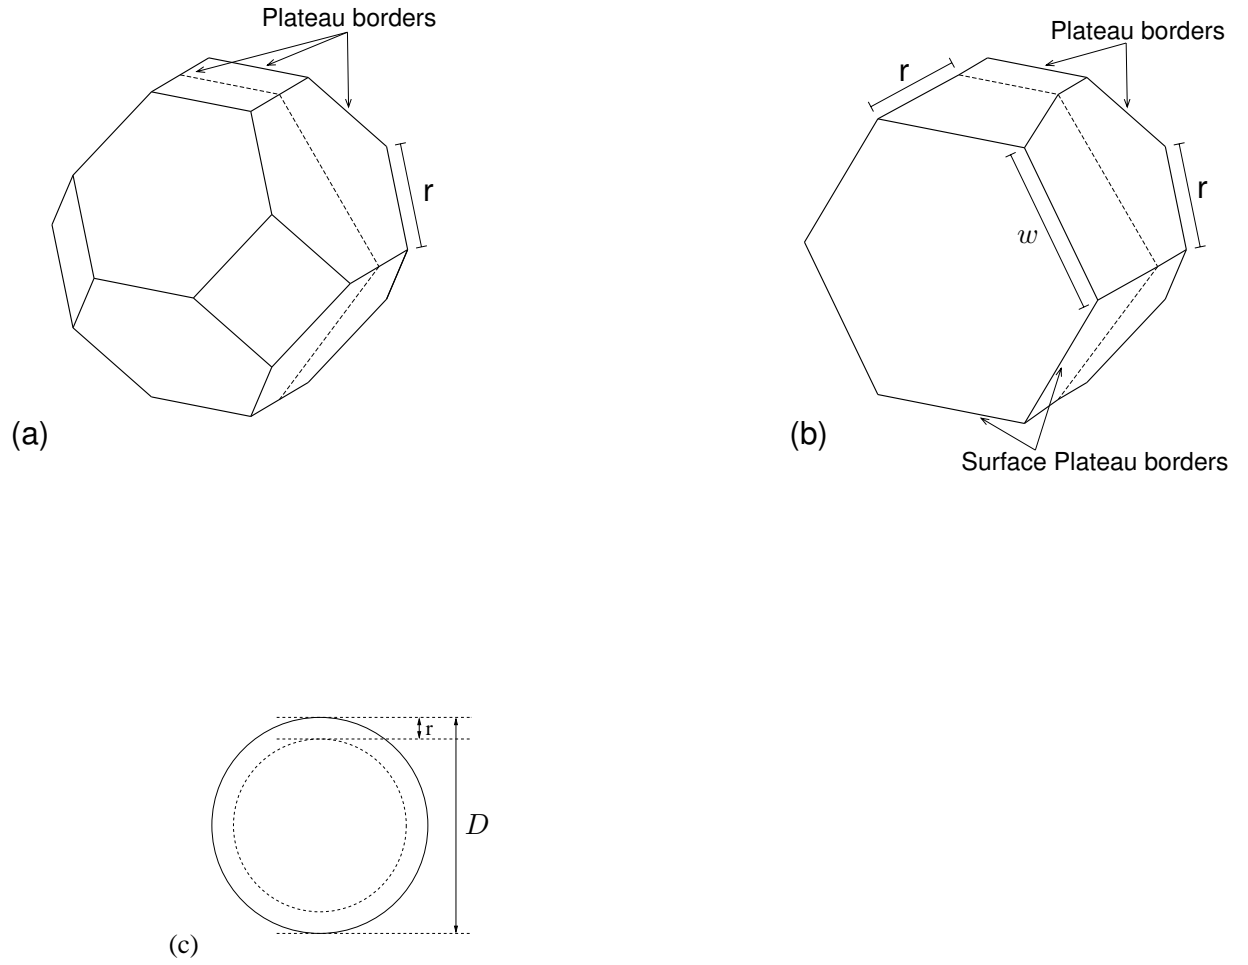 Plateau borders
r
(a)
Plateau borders
r
r
w
(b)
Surface Plateau borders
r
D
(c)